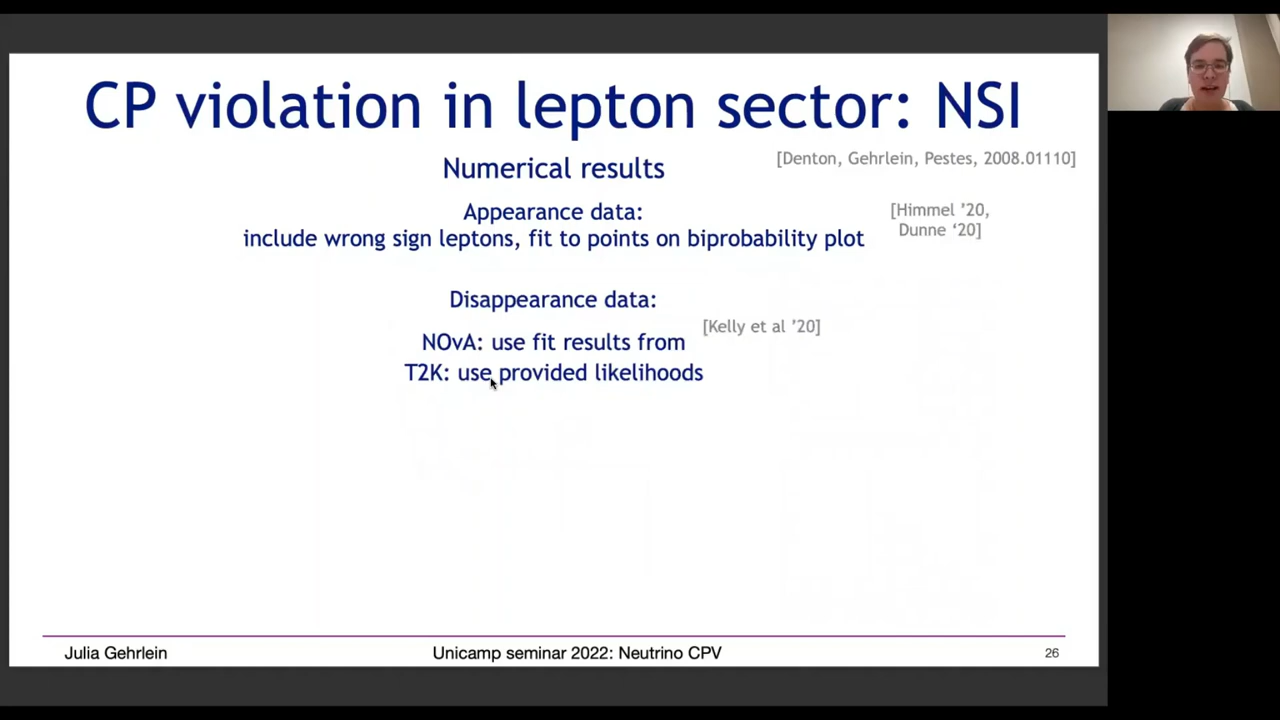 CP violation in lepton sector: NSI
Numerical results
[Denton, Gehrlein, Pestes, 2008.01110]
Appearance data:
include wrong sign leptons, fit to points on biprobability plot
[Himmel ’20,
Dunne ‘20]
Disappearance data:
NOvA: use fit results from
[Kelly et al ’20]
T2K: use provided likelihoods
Julia Gehrlein
Unicamp seminar 2022: Neutrino CPV
26